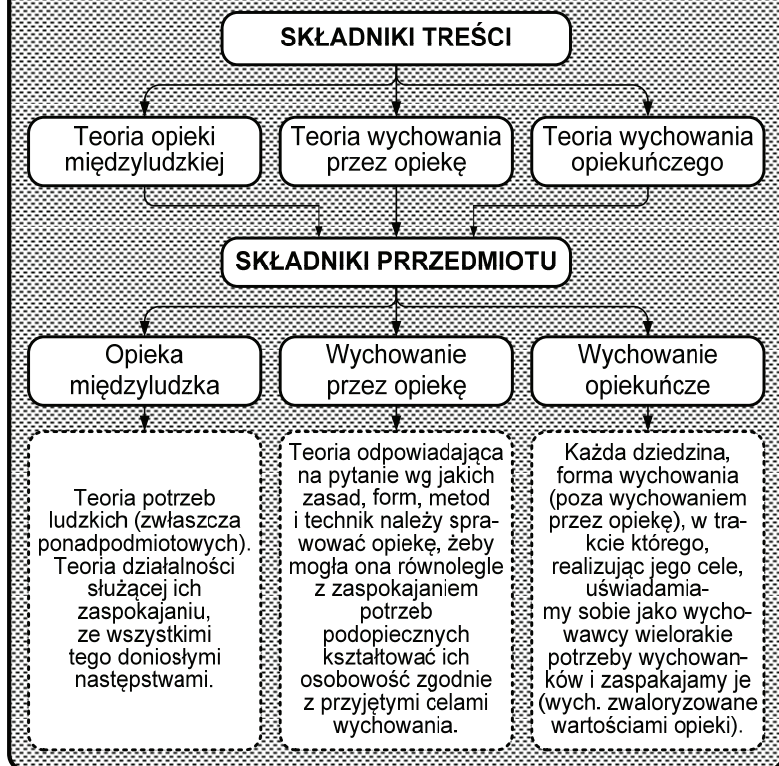 SKŁADNIKI TREŚCI
Teoria opieki
międzyludzkiej
Teoria wychowania
przez opiekę
Teoria wychowania
opiekuńczego
SKŁADNIKI PRRZEDMIOTU
Opieka
międzyludzka
Wychowanie
przez opiekę
Wychowanie
opiekuńcze
Teoria potrzeb
ludzkich (zwłaszcza
ponadpodmiotowych).
Teoria działalności
służącej ich
zaspokajaniu,
ze wszystkimi
tego doniosłymi
następstwami.
Teoria odpowiadająca
na pytanie wg jakich
zasad, form, metod
i technik należy spra-
wować opiekę, żeby
mogła ona równolegle
z zaspokajaniem
potrzeb
podopiecznych
kształtować ich
osobowość zgodnie
z przyjętymi celami
wychowania.
Każda dziedzina,
forma wychowania
(poza wychowaniem
przez opiekę), w tra-
kcie którego,
realizując jego cele,
uświadamia-
my sobie jako wycho-
wawcy wielorakie
potrzeby wychowan-
ków i zaspakajamy je
(wych. zwaloryzowane
wartościami opieki).